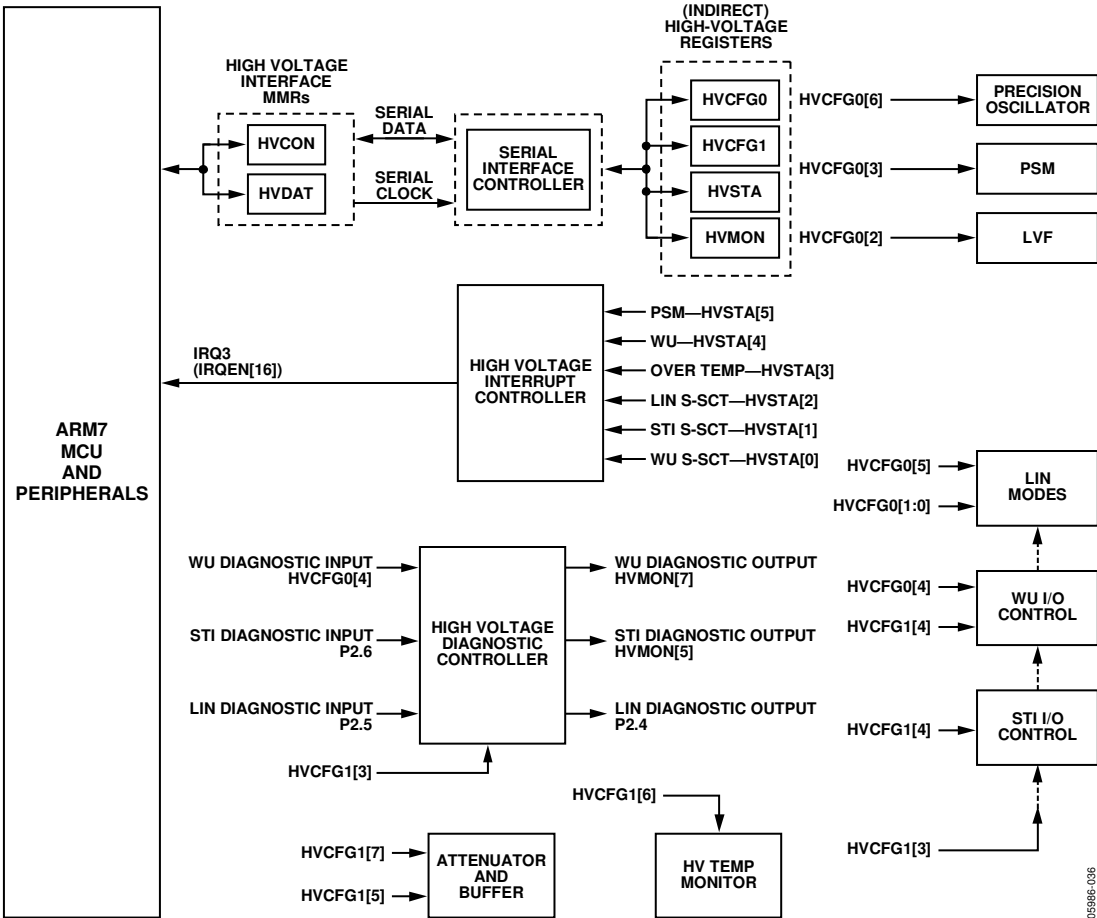 (INDIRECT)
HIGH-VOLTAGE
REGISTERS
HIGH VOLTAGE
INTERFACE
MMRs
HVCON
HVDAT
SERIAL
DATA
SERIAL
CLOCK
SERIAL
INTERFACE
CONTROLLER
HVCFG0
HVCFG1
HVSTA
HVMON
HVCFG0[6]
PRECISION
OSCILLATOR
HVCFG0[3]
PSM
HVCFG0[2]
LVF
ARM7
MCU
AND
PERIPHERALS
IRQ3
(IRQEN[16])
HIGH VOLTAGE
INTERRUPT
CONTROLLER
PSM—HVSTA[5]
WU—HVSTA[4]
OVER TEMP—HVSTA[3]
LIN S-SCT—HVSTA[2]
STI S-SCT—HVSTA[1]
WU S-SCT—HVSTA[0]
HVCFG0[5]
HVCFG0[1:0]
LIN
MODES
WU DIAGNOSTIC INPUT
HVCFG0[4]
STI DIAGNOSTIC INPUT
P2.6
LIN DIAGNOSTIC INPUT
P2.5
HIGH VOLTAGE
DIAGNOSTIC
CONTROLLER
WU DIAGNOSTIC OUTPUT
HVMON[7]
STI DIAGNOSTIC OUTPUT
HVMON[5]
LIN DIAGNOSTIC OUTPUT
P2.4
HVCFG1[3]
HVCFG0[4]
HVCFG1[4]
WU I/O
CONTROL
HVCFG1[4]
STI I/O
CONTROL
HVCFG1[3]
HVCFG1[6]
HV TEMP
MONITOR
HVCFG1[7]
HVCFG1[5]
ATTENUATOR
AND
BUFFER
05986-036